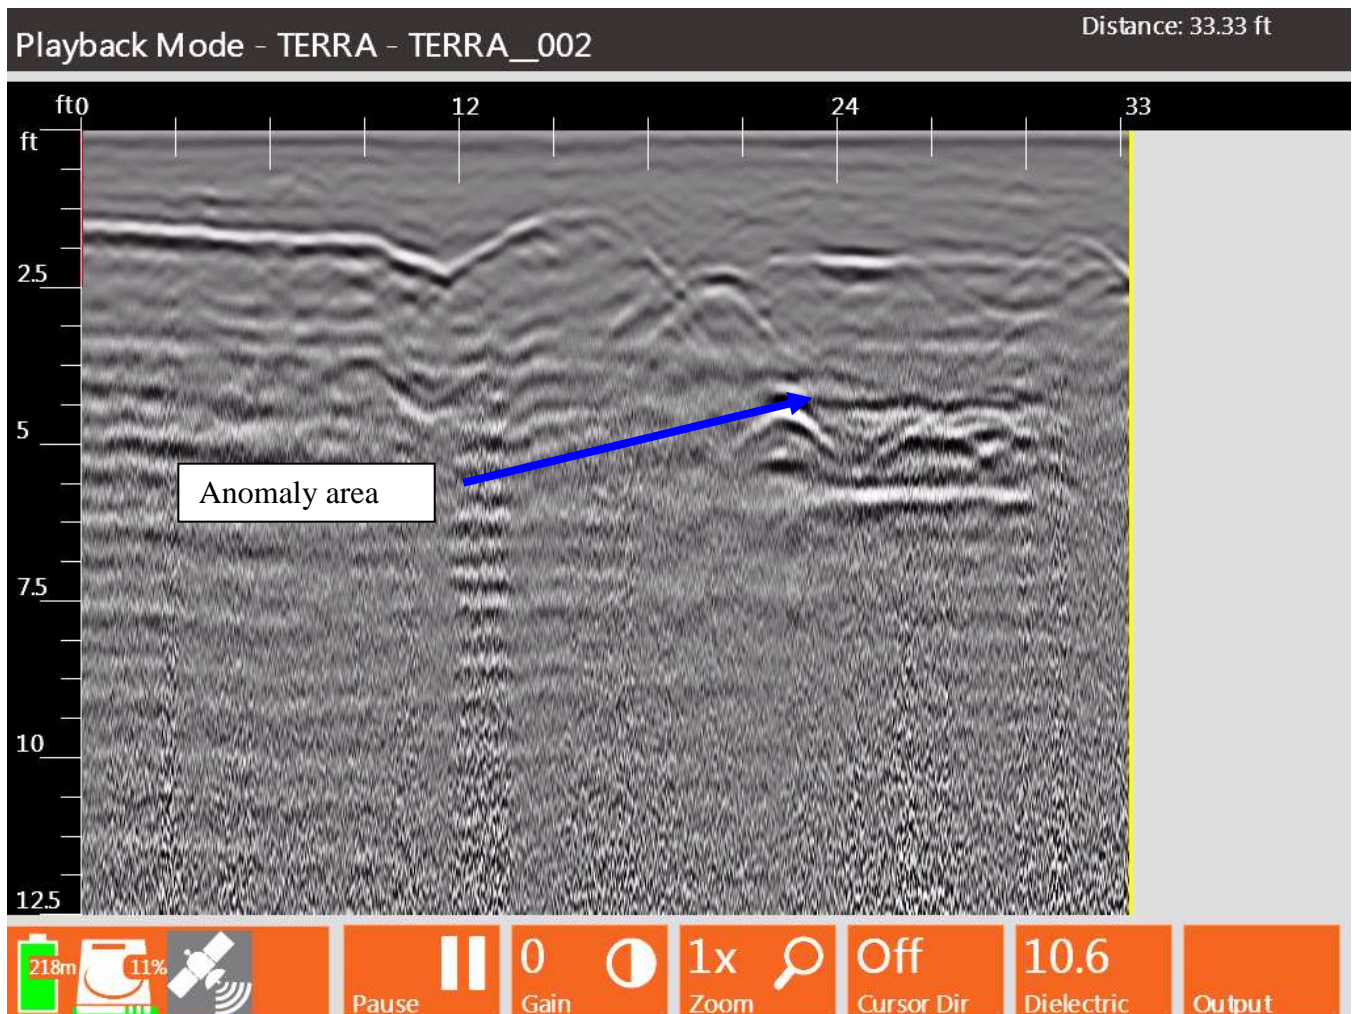 Playback Mode - TERRA - TERRA__002
Distance: 33.33 ft
ft0 12 24 33
ft
2.5
5
Anomaly area
7.5
10
12.5
218m 11%
0 1x Off 10.6
Pause Gain Zoom Cursor Dir Dielectric Output